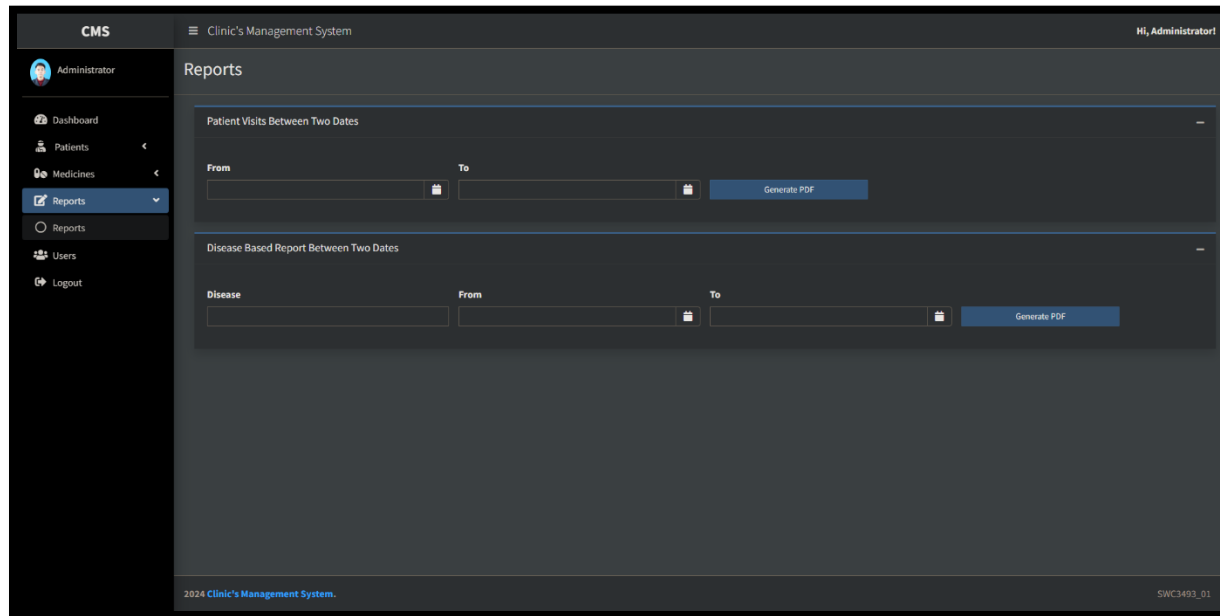 CMS
Clinic's Management System
Hi, Administrator!
Administrator
Reports
Dashboard
Patients
Medicines
Reports
Reports
Users
Logout
Patient Visits Between Two Dates
From To
Generate PDF
Disease Based Report Between Two Dates
Disease From To
Generate PDF
2024 Clinic's Management System.
SWC3493_01